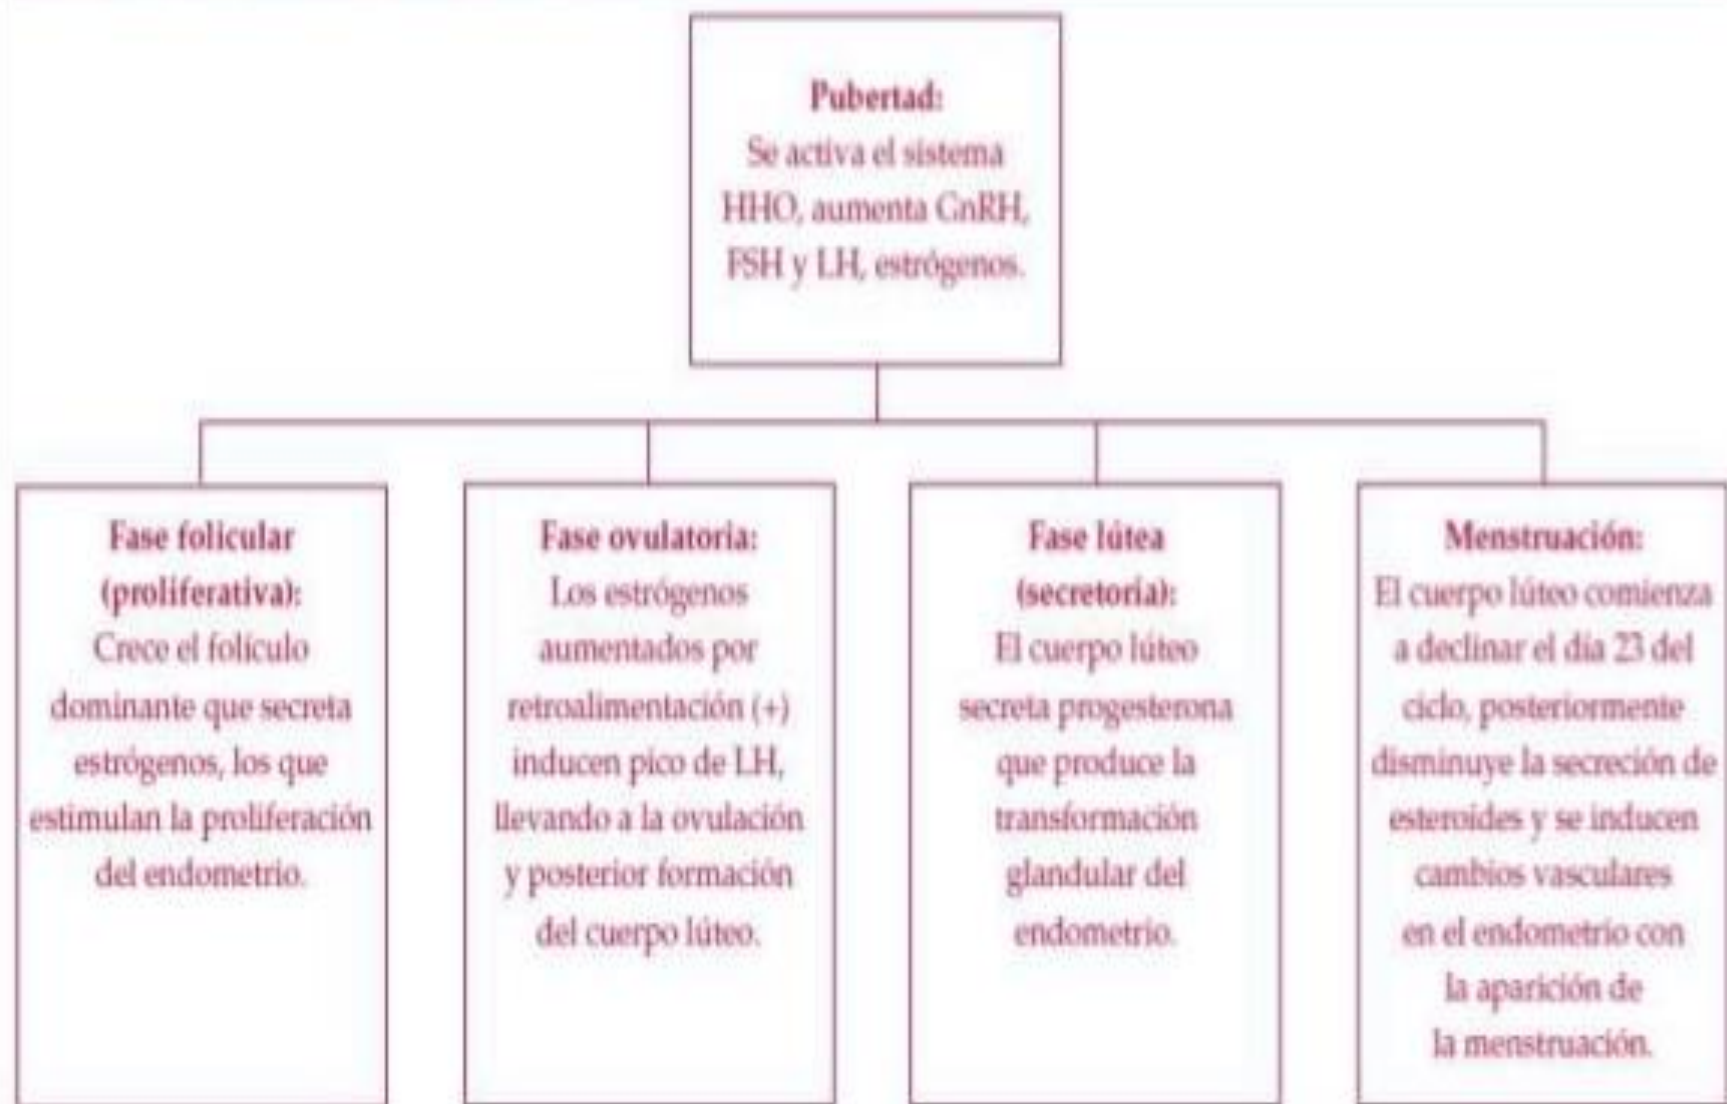 Pubertad:
Se activa el sistema
HHO, aumenta GnRH,
FSH y LH, estrógenos.
Fase folicular
(proliferativa):
Crece el folículo
dominante que secreta
estrógenos, los que
estimulan la proliferación
del endometrio.
Fase ovulatoria:
Los estrógenos
aumentados por
retroalimentación (+)
inducen pico de LH,
llevando a la ovulación
y posterior formación
del cuerpo lúteo.
Fase lútea
(secretoria):
El cuerpo lúteo
secreta progesterona
que produce la
transformación
glandular del
endometrio.
Menstruación:
El cuerpo lúteo comienza
a declinar el día 23 del
ciclo, posteriormente
disminuye la secreción de
esteroides y se inducen
cambios vasculares
en el endometrio con
la aparición de
la menstruación.